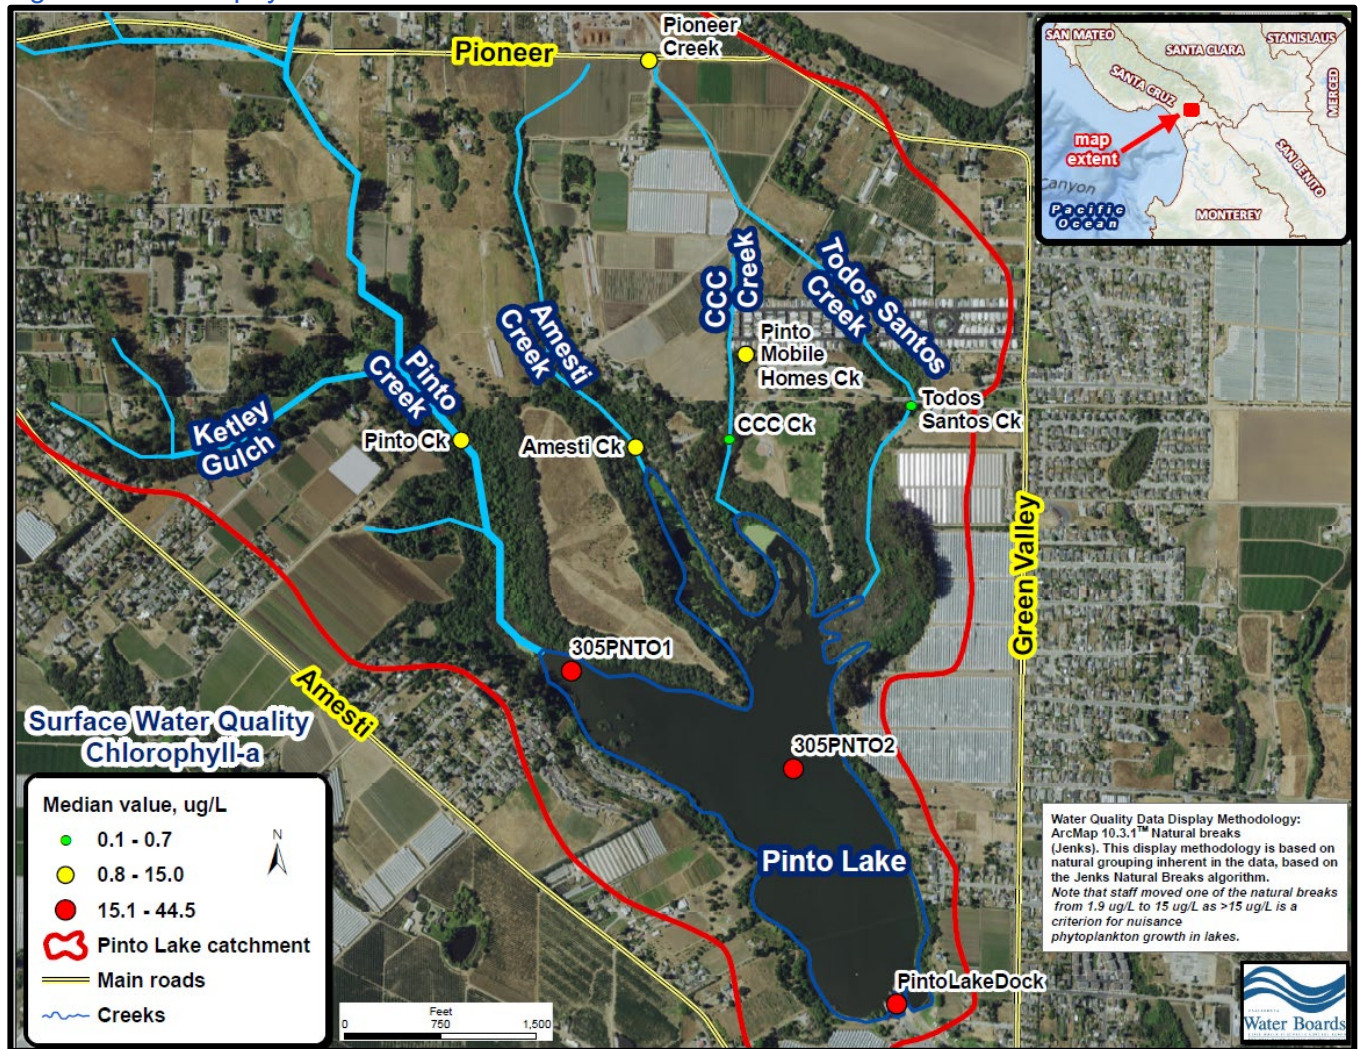 Pioneer
Pioneer
Creek
SAN MATEO
SANTA CLARA
STANISLAUS
SANTA CRUZ
MERCED
map
extent
SAN BENITO
Canyon
Pacific
Ocean
MONTEREY
CCC
Creek
Todos Santos
Creek
Amesti
Creek
Pinto
Mobile
Homes Ck
Pinto
Creek
Ketley
Gulch
Pinto Ck
Amesti Ck
CCC Ck
Todos
Santos Ck
Green Valley
305PNTO1
Amesti
305PNTO2
Pinto Lake
PintoLakeDock
Surface Water Quality
Chlorophyll-a
Median value, ug/L
0.1 - 0.7
N
0.8 - 15.0
15.1 - 44.5
Pinto Lake catchment
Main roads
Creeks
Feet
0 750 1,500
Water Quality Data Display Methodology:
ArcMap 10.3.1™ Natural breaks
(Jenks). This display methodology is based on
natural grouping inherent in the data, based on
the Jenks Natural Breaks algorithm.
Note that staff moved one of the natural breaks
from 1.9 ug/L to 15 ug/L as >15 ug/L is a
criterion for nuisance
phytoplankton growth in lakes.
Water Boards